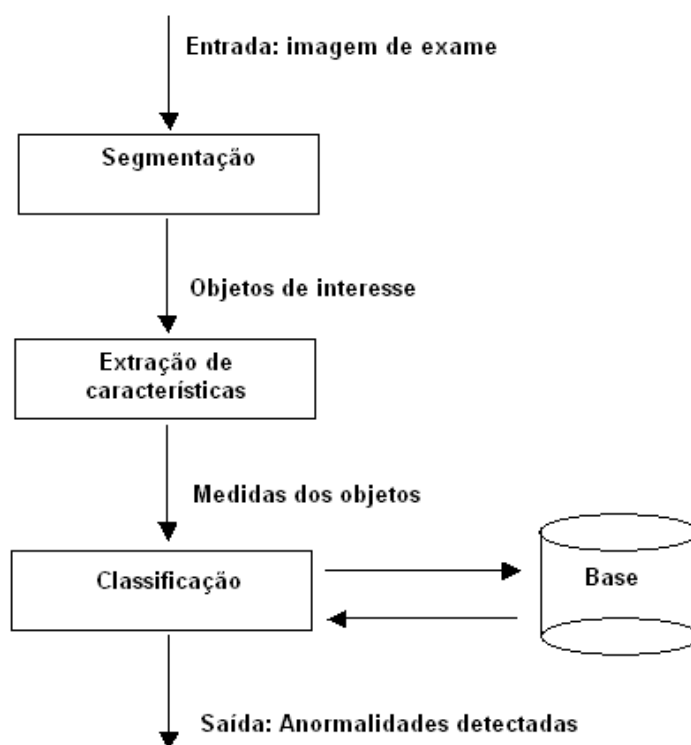 Entrada: imagem de exame
Segmentação
Objetos de interesse
Extração de
características
Medidas dos objetos
Classificação
Base
Saída: Anormalidades detectadas